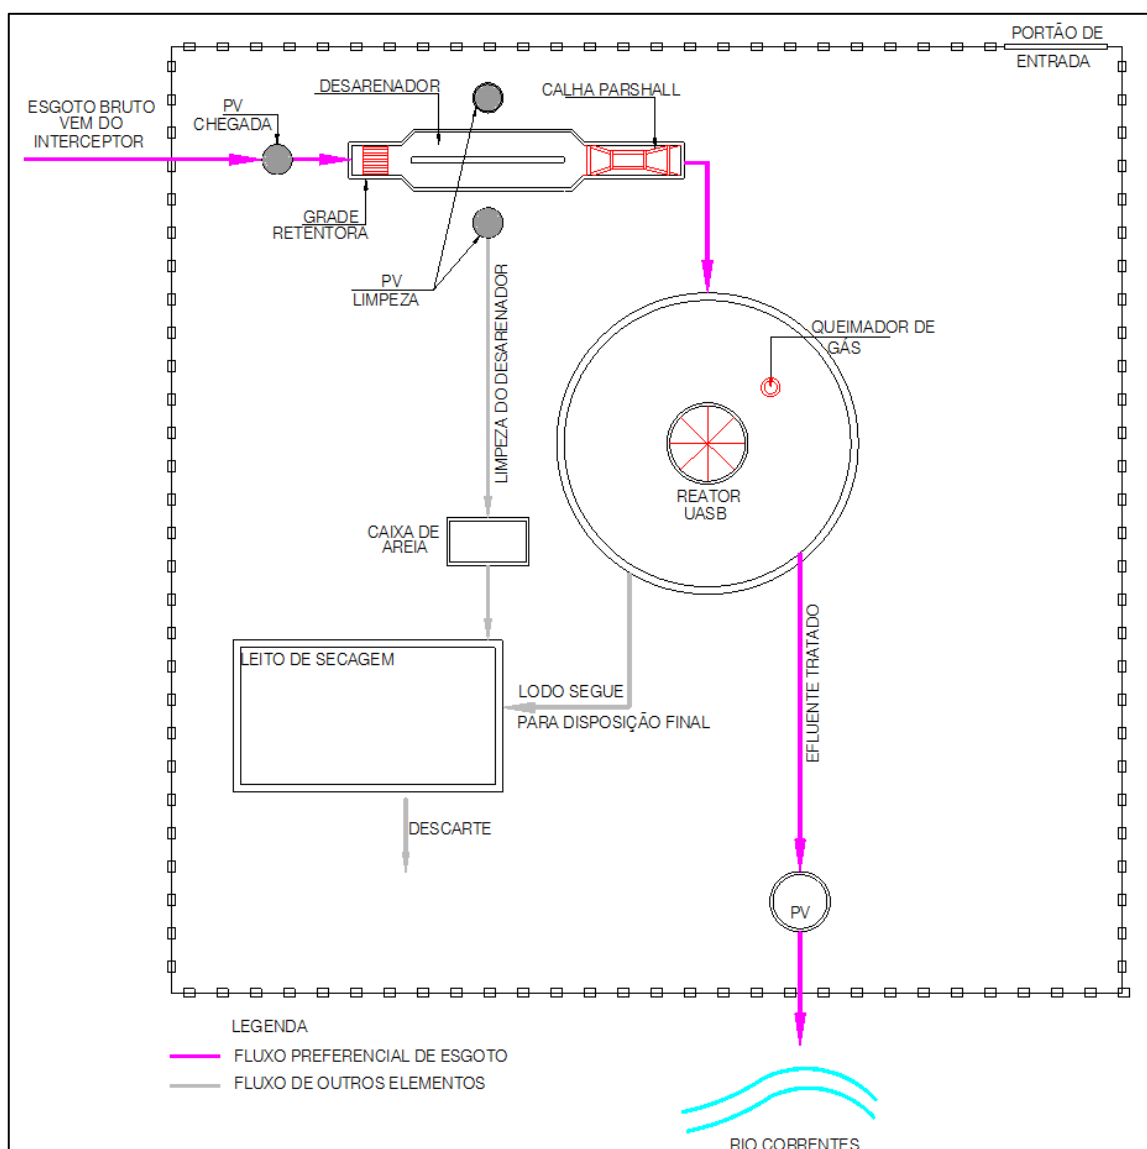 PORTÃO DE
ENTRADA
DESARENADOR
CALHA PARSHALL
ESGOTO BRUTO
VEM DO
INTERCEPTOR
PV
CHEGADA
GRADE
RETENTORA
PV
LIMPEZA
LIMPEZA DO DESARENADOR
QUEIMADOR DE
GÁS
REATOR
UASB
CAIXA DE
AREIA
LEITO DE SECAGEM
LODO SEGUE
PARA DISPOSIÇÃO FINAL
EFLUENTE TRATADO
DESCARTE
PV
LEGENDA
FLUXO PREFERENCIAL DE ESGOTO
FLUXO DE OUTROS ELEMENTOS
RIO CORRENTES